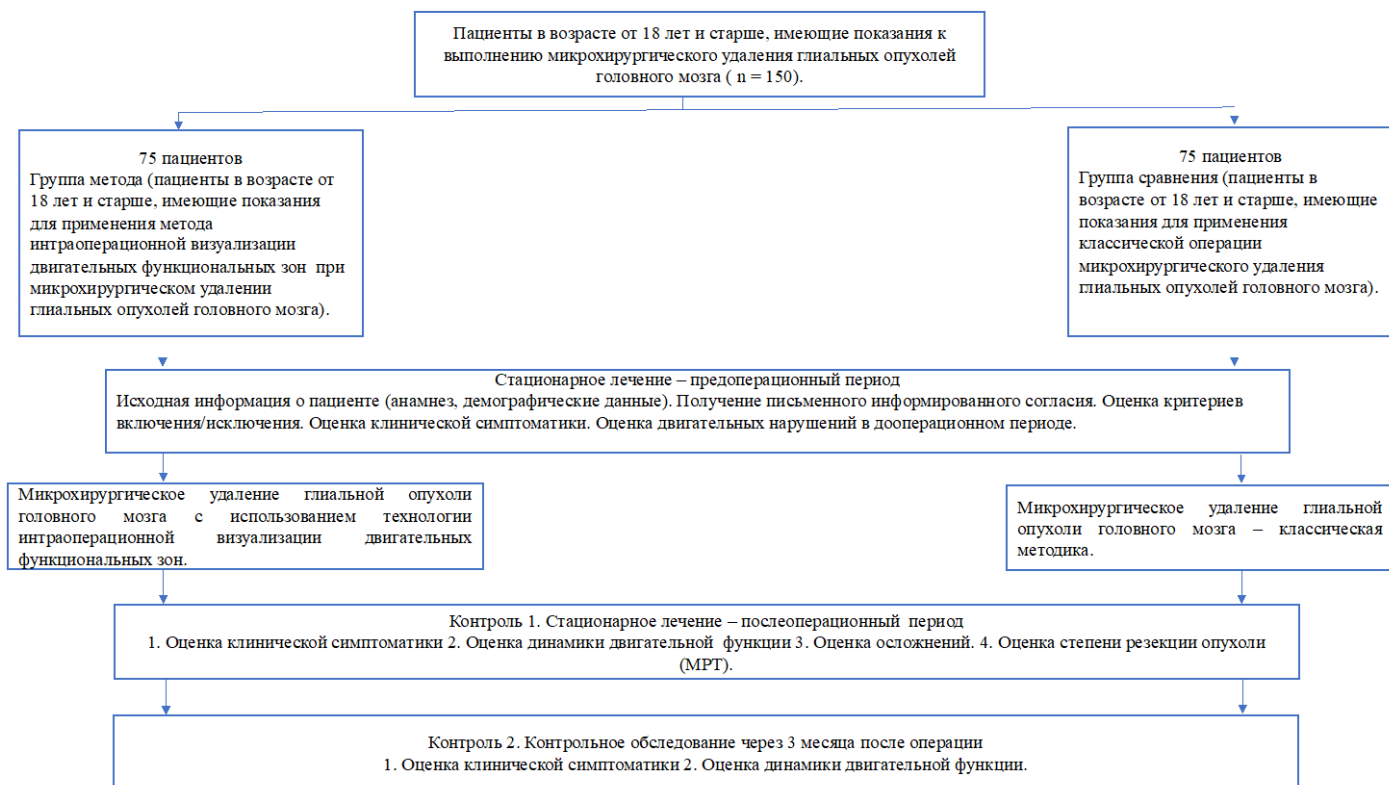 Пациенты в возрасте от 18 лет и старше, имеющие показания к
выполнению микрохирургического удаления глиальных опухолей
головного мозга ( n = 150).
75 пациентов
Группа метода (пациенты в возрасте от
18 лет и старше, имеющие показания
для применения метода
интраоперационной визуализации
двигательных функциональных зон при
микрохирургическом удалении
глиальных опухолей головного мозга).
75 пациентов
Группа сравнения (пациенты в
возрасте от 18 лет и старше, имеющие
показания для применения
классической операции
микрохирургического удаления
глиальных опухолей головного мозга).
Стационарное лечение – предоперационный период
Исходная информация о пациенте (анамнез, демографические данные). Получение письменного информированного согласия. Оценка критериев
включения/исключения. Оценка клинической симптоматики. Оценка двигательных нарушений в дооперационном периоде.
Микрохирургическое удаление глиальной опухоли
головного мозга с использованием технологии
интраоперационной визуализации двигательных
функциональных зон.
Микрохирургическое удаление глиальной
опухоли головного мозга – классическая
методика.
Контроль 1. Стационарное лечение – послеоперационный период
1. Оценка клинической симптоматики 2. Оценка динамики двигательной функции 3. Оценка осложнений. 4. Оценка степени резекции опухоли
(МРТ).
Контроль 2. Контрольное обследование через 3 месяца после операции
1. Оценка клинической симптоматики 2. Оценка динамики двигательной функции.